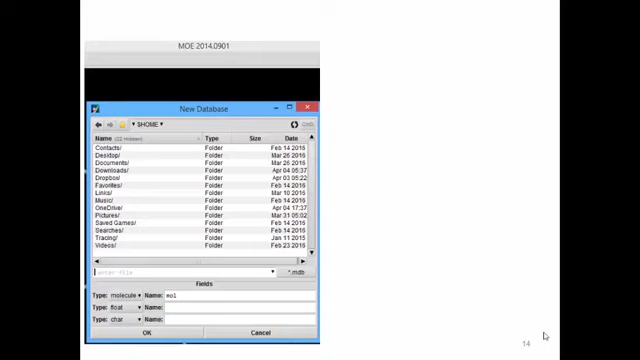 MOE 2014.0901
New Database
$HOME
Name (22 Hidden) Type Size Date
Contacts/ Folder Feb 14 2016
Desktop/ Folder Mar 26 2016
Documents/ Folder Mar 26 2016
Downloads/ Folder Apr 04 05:37
Dropbox/ Folder Apr 03 05:22
Favorites/ Folder Feb 14 2016
Links/ Folder Mar 10 2016
Music/ Folder Feb 14 2016
OneDrive/ Folder Apr 04 17:37
Pictures/ Folder Mar 31 05:02
Saved Games/ Folder Feb 14 2016
Searches/ Folder Feb 14 2016
Tracing/ Folder Jan 11 2016
Videos/ Folder Feb 23 2016
enter file *.mdb
Fields
Type: molecule Name: mol
Type: float Name:
Type: char Name:
OK Cancel
14